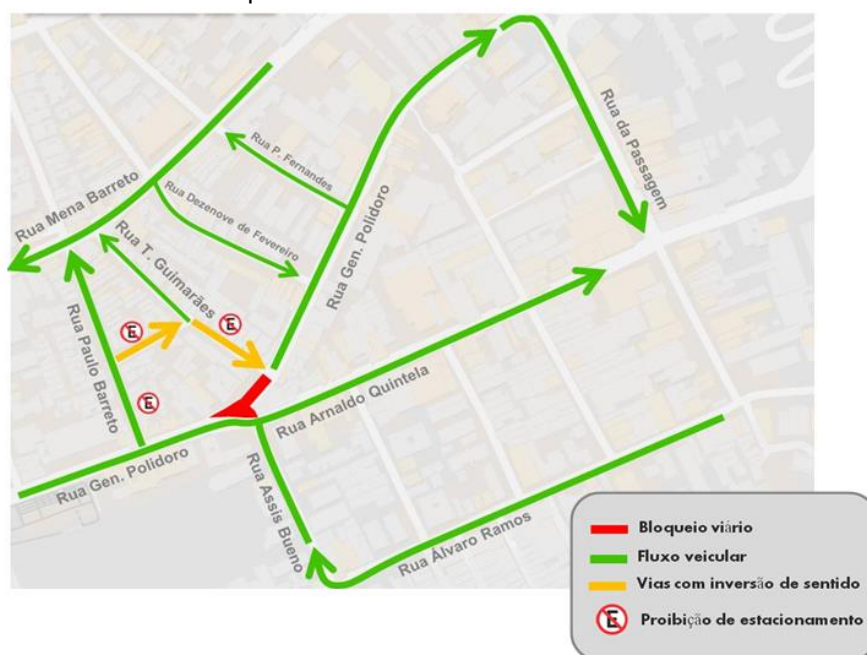 Rua Mena Barreto
Rua P. Fernandes
Rua Dezenove de Fevereiro
Rua T. Guimarães
Rua Gen. Polidoro
Rua da Passagem
Rua Paulo Barreto
E
E
E
Rua Arnaldo Quintela
Rua Gen. Polidoro
Rua Assis Bueno
Rua Álvaro Ramos
Bloqueio viário
Fluxo veicular
Vias com inversão de sentido
E Proibição de estacionamento